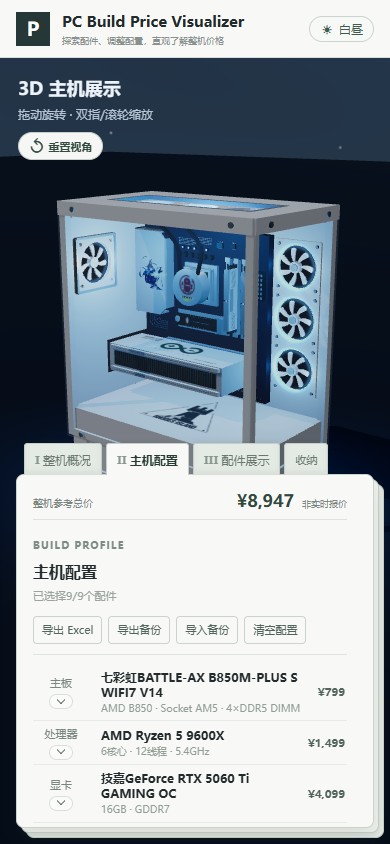 P
PC Build Price Visualizer
探索配件、调整配置，直观了解整机价格
☀ 白昼
3D 主机展示
拖动旋转 · 双指/滚轮缩放
重置视角
I 整机概况
II 主机配置
III 配件展示
收纳
整机参考总价
¥8,947 非实时报价
BUILD PROFILE
主机配置
已选择9/9个配件
导出 Excel
导出备份
导入备份
清空配置
主板
七彩虹BATTLE-AX B850M-PLUS S
WIFI7 V14
¥799
AMD B850 · Socket AM5 · 4×DDR5 DIMM
处理器
AMD Ryzen 5 9600X
¥1,499
6核心 · 12线程 · 5.4GHz
显卡
技嘉GeForce RTX 5060 Ti
GAMING OC
¥4,099
16GB · GDDR7